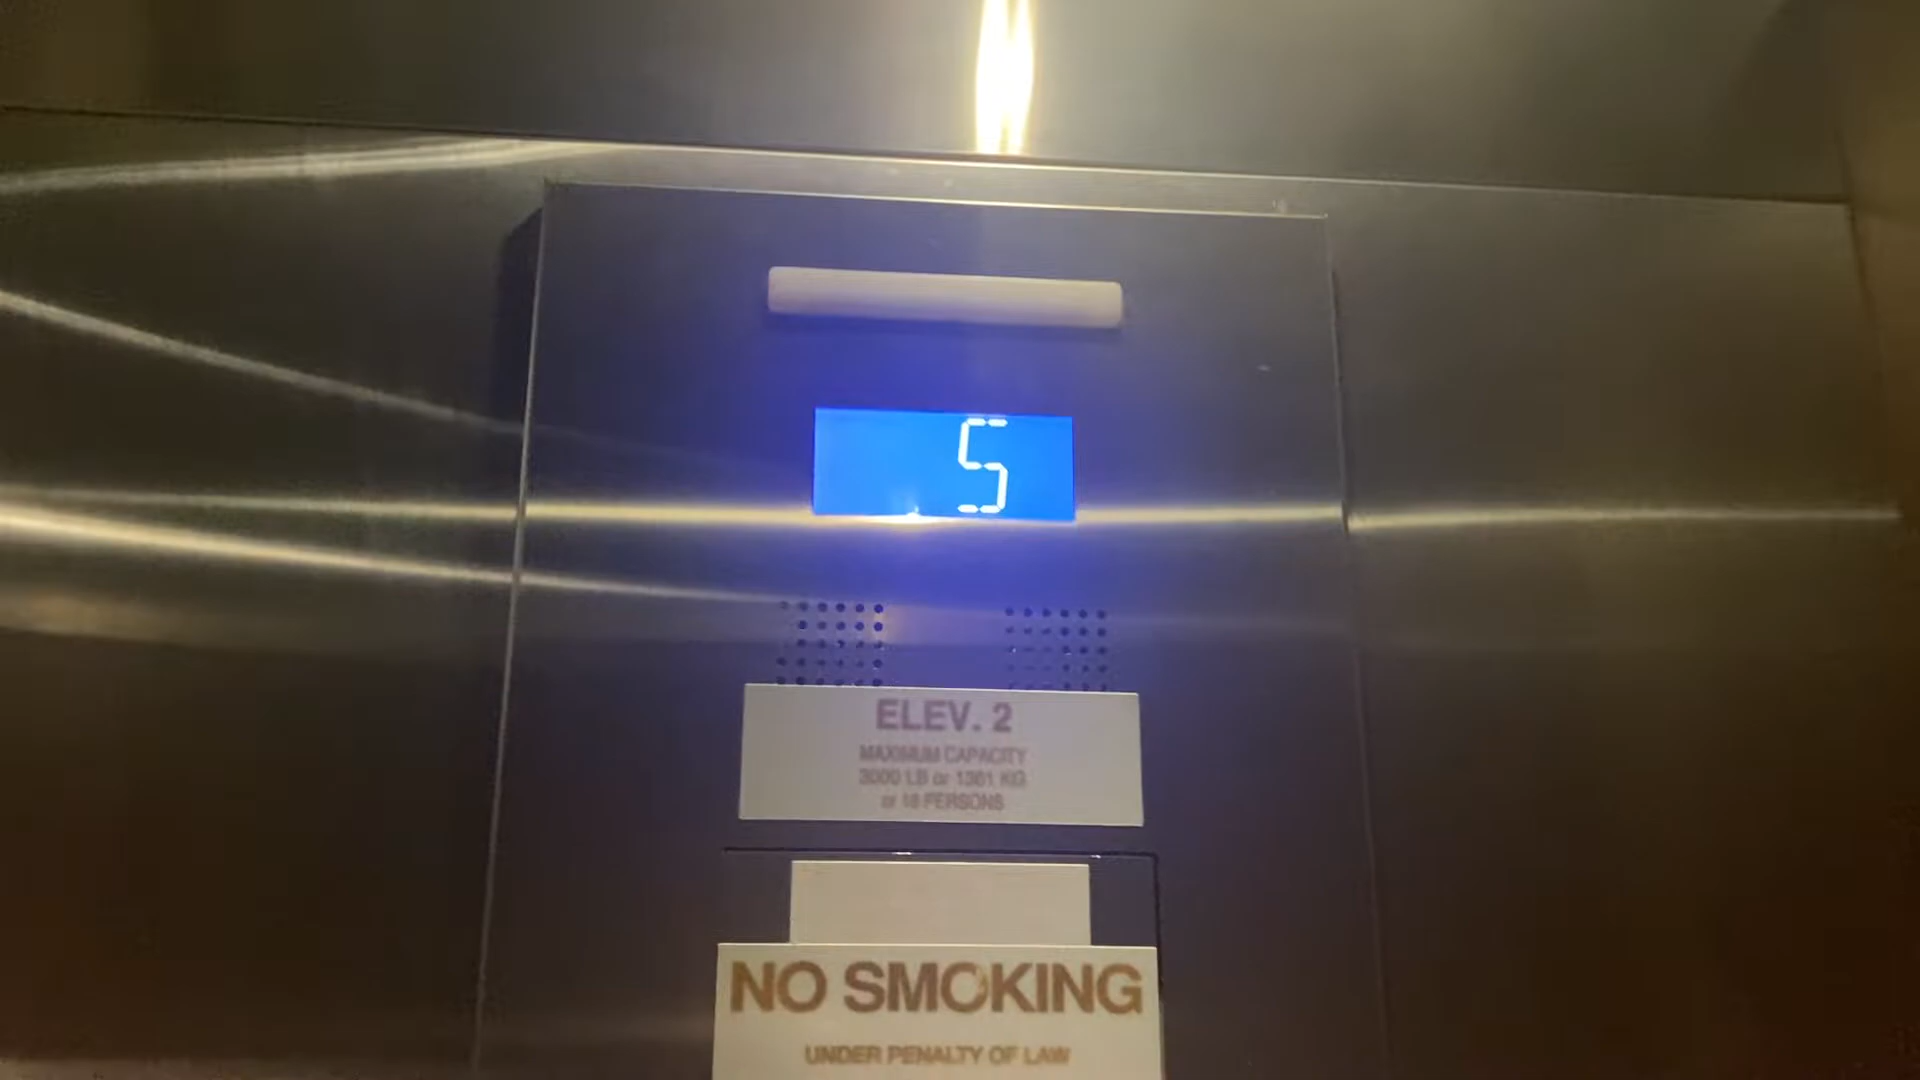 5
ELEV. 2
MAXIMUM CAPACITY
3000 LB or 1361 KG
or 18 PERSONS
NO SMOKING
UNDER PENALTY OF LAW